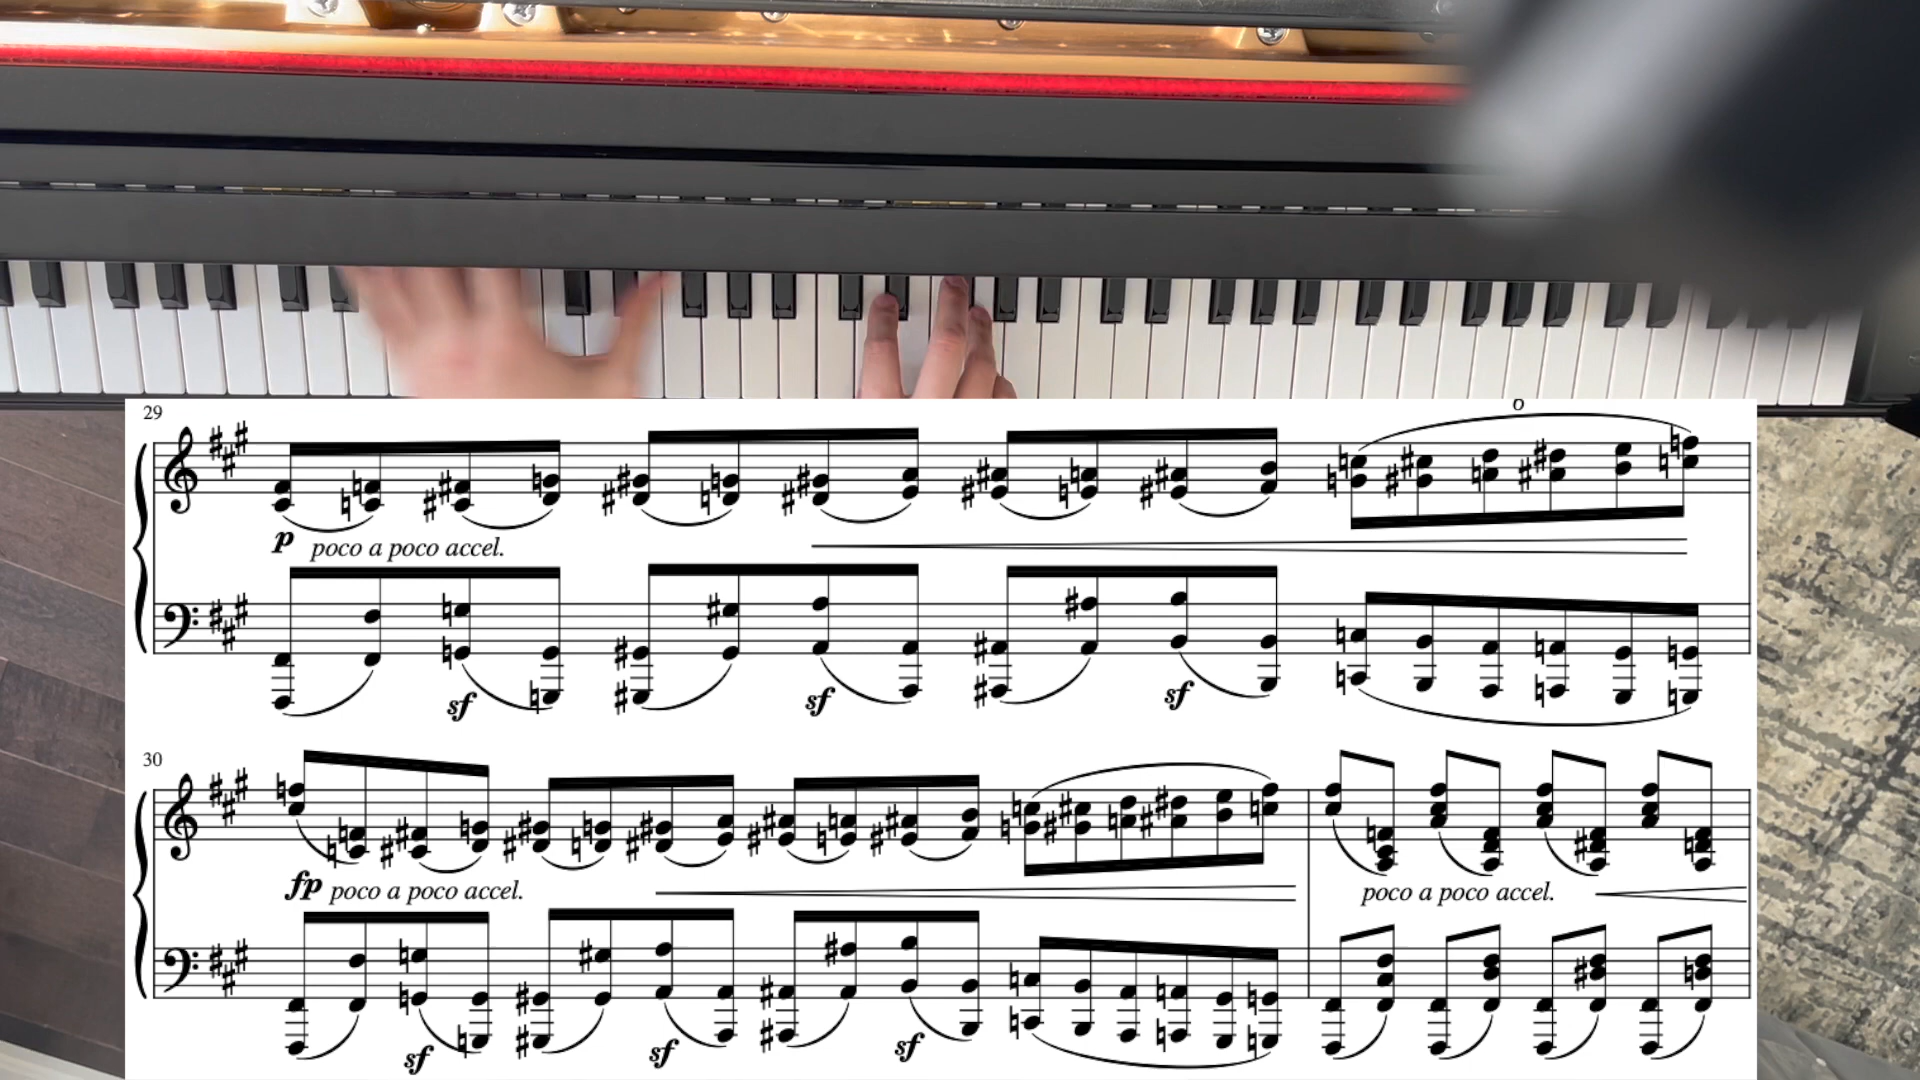 29
o
p poco a poco accel.
sf sf sf
30
fp poco a poco accel. poco a poco accel.
sf sf sf